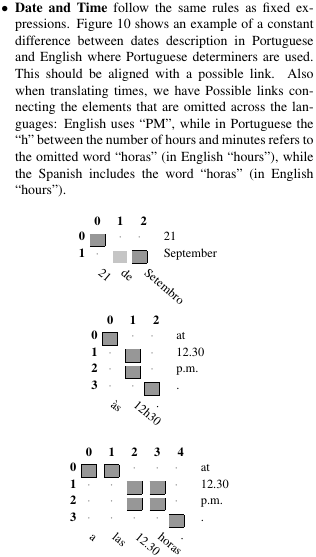 • Date and Time follow the same rules as fixed ex-
pressions. Figure 10 shows an example of a constant
difference between dates description in Portuguese
and English where Portuguese determiners are used.
This should be aligned with a possible link. Also
when translating times, we have Possible links con-
necting the elements that are omitted across the lan-
guages: English uses “PM”, while in Portuguese the
“h” between the number of hours and minutes refers to
the omitted word “horas” (in English “hours”), while
the Spanish includes the word “horas” (in English
“hours”).
0 1 2
0 21
1 September
21 de Setembro
0 1 2
0 at
1 12.30
2 p.m.
3 .
às 12h30 .
0 1 2 3 4
0 at
1 12.30
2 p.m.
3 .
a las 12.30 horas .